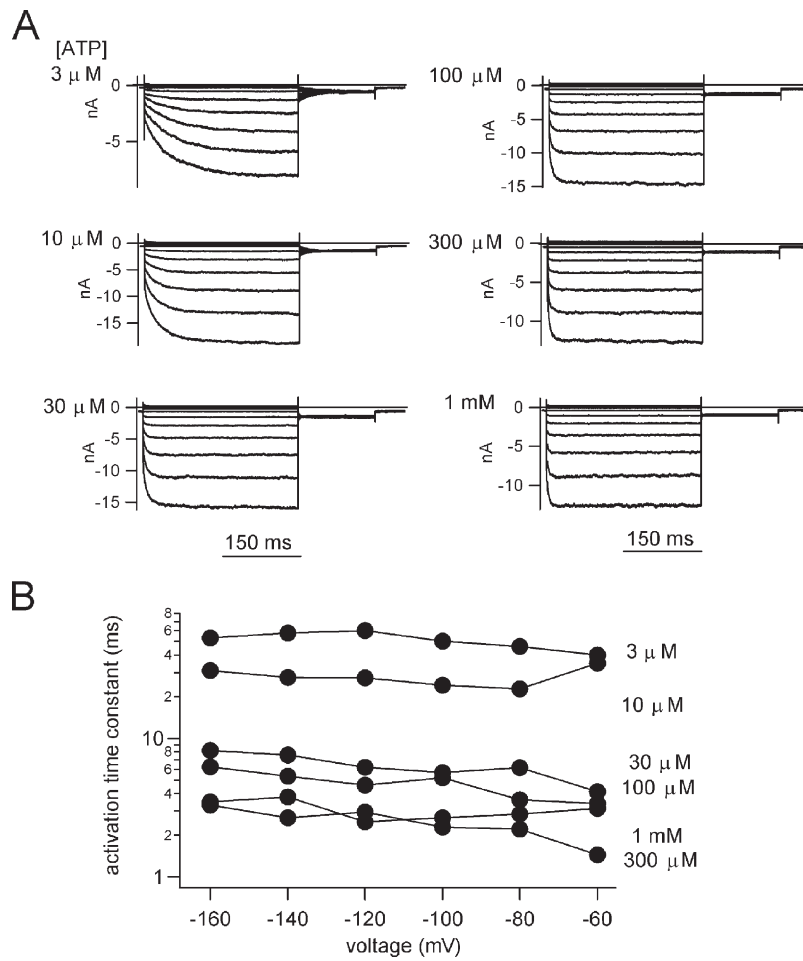 A
[ATP]
3 μM
0
-5
nA
100 μM
0
-5
-10
-15
nA
10 μM
0
-5
-10
-15
nA
300 μM
0
-5
-10
nA
30 μM
0
-5
-10
-15
nA
1 mM
0
-5
-10
nA
150 ms
150 ms
B
activation time constant (ms)
8
6
4
2
10
8
6
4
2
1
3 μM
10 μM
30 μM
100 μM
1 mM
300 μM
-160
-140
-120
-100
-80
-60
voltage (mV)